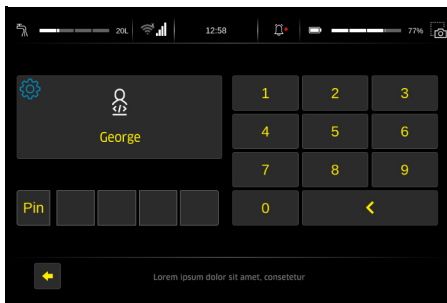 20L 12:58 77%
1 2 3
George
4 5 6
7 8 9
Pin 0
Lorem ipsum dolor sit amet, consetetur